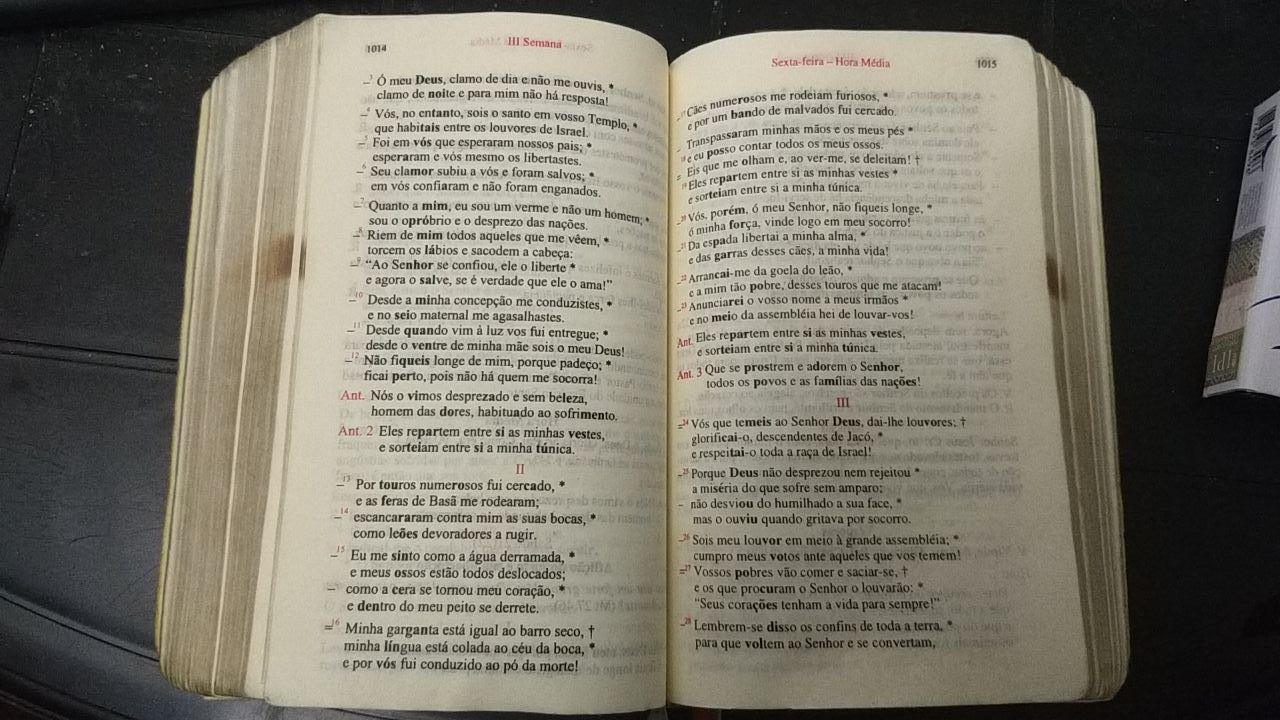 1014
III Semana
–3 Ó meu Deus, clamo de dia e não me ouvis, *
clamo de noite e para mim não há resposta!
–4 Vós, no entanto, sois o santo em vosso Templo, *
que habitais entre os louvores de Israel.
–5 Foi em vós que esperaram nossos pais; *
esperaram e vós mesmo os libertastes.
–6 Seu clamor subiu a vós e foram salvos; *
em vós confiaram e não foram enganados.
–7 Quanto a mim, eu sou um verme e não um homem; *
sou o opróbrio e o desprezo das nações.
–8 Riem de mim todos aqueles que me vêem, *
torcem os lábios e sacodem a cabeça:
–9 “Ao Senhor se confiou, ele o liberte *
e agora o salve, se é verdade que ele o ama!”
–10 Desde a minha concepção me conduzistes, *
e no seio maternal me agasalhastes.
–11 Desde quando vim à luz vos fui entregue; *
desde o ventre de minha mãe sois o meu Deus!
–12 Não fiqueis longe de mim, porque padeço; *
ficai perto, pois não há quem me socorra!
Ant. Nós o vimos desprezado e sem beleza,
homem das dores, habituado ao sofrimento.
Ant. 2 Eles repartem entre si as minhas vestes,
e sorteiam entre si a minha túnica.
II
–13 Por touros numerosos fui cercado, *
e as feras de Basã me rodearam;
–14 escancararam contra mim as suas bocas, *
como leões devoradores a rugir.
–15 Eu me sinto como a água derramada, *
e meus ossos estão todos deslocados;
– como a cera se tornou meu coração, *
e dentro do meu peito se derrete.
=16 Minha garganta está igual ao barro seco, †
minha língua está colada ao céu da boca, *
e por vós fui conduzido ao pó da morte!
Sexta-feira – Hora Média
1015
–17 Cães numerosos me rodeiam furiosos, *
e por um bando de malvados fui cercado.
– Transpassaram minhas mãos e os meus pés *
18 e eu posso contar todos os meus ossos.
= Eis que me olham e, ao ver-me, se deleitam! †
19 Eles repartem entre si as minhas vestes *
e sorteiam entre si a minha túnica.
–20 Vós, porém, ó meu Senhor, não fiqueis longe, *
ó minha força, vinde logo em meu socorro!
–21 Da espada libertai a minha alma, *
e das garras desses cães, a minha vida!
–22 Arrancai-me da goela do leão, *
e a mim tão pobre, desses touros que me atacam!
–23 Anunciarei o vosso nome a meus irmãos *
e no meio da assembléia hei de louvar-vos!
Ant. Eles repartem entre si as minhas vestes,
e sorteiam entre si a minha túnica.
Ant. 3 Que se prostrem e adorem o Senhor,
todos os povos e as famílias das nações!
III
–24 Vós que temeis ao Senhor Deus, dai-lhe louvores; †
glorificai-o, descendentes de Jacó, *
e respeitai-o toda a raça de Israel!
–25 Porque Deus não desprezou nem rejeitou *
a miséria do que sofre sem amparo;
– não desviou do humilhado a sua face, *
mas o ouviu quando gritava por socorro.
–26 Sois meu louvor em meio à grande assembléia; *
cumpro meus votos ante aqueles que vos temem!
=27 Vossos pobres vão comer e saciar-se, †
e os que procuram o Senhor o louvarão: *
“Seus corações tenham a vida para sempre!”
–28 Lembrem-se disso os confins de toda a terra, *
para que voltem ao Senhor e se convertam,